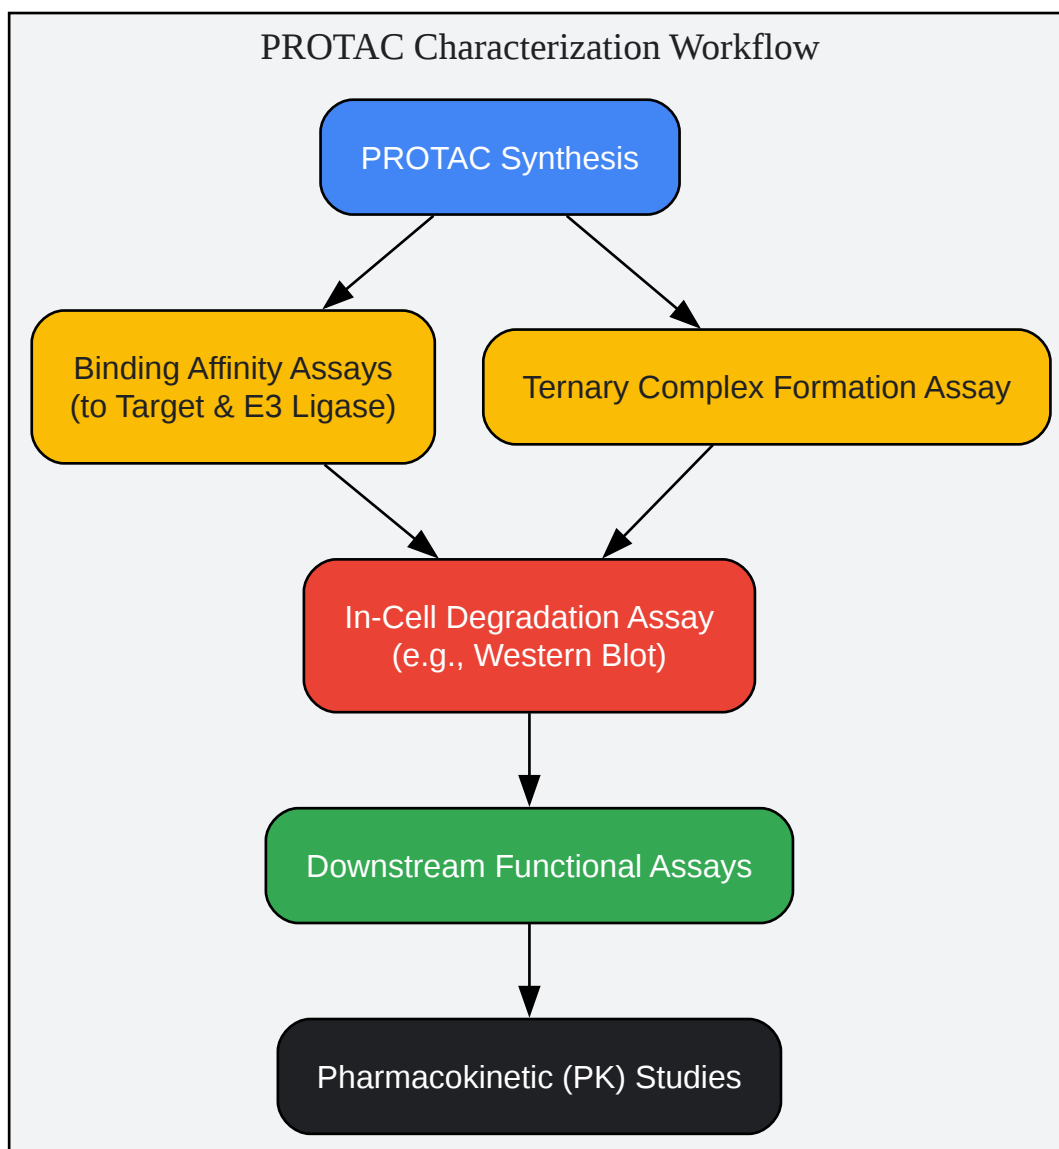 PROTAC Characterization Workflow
PROTAC Synthesis
Binding Affinity Assays
(to Target & E3 Ligase)
Ternary Complex Formation Assay
In-Cell Degradation Assay
(e.g., Western Blot)
Downstream Functional Assays
Pharmacokinetic (PK) Studies